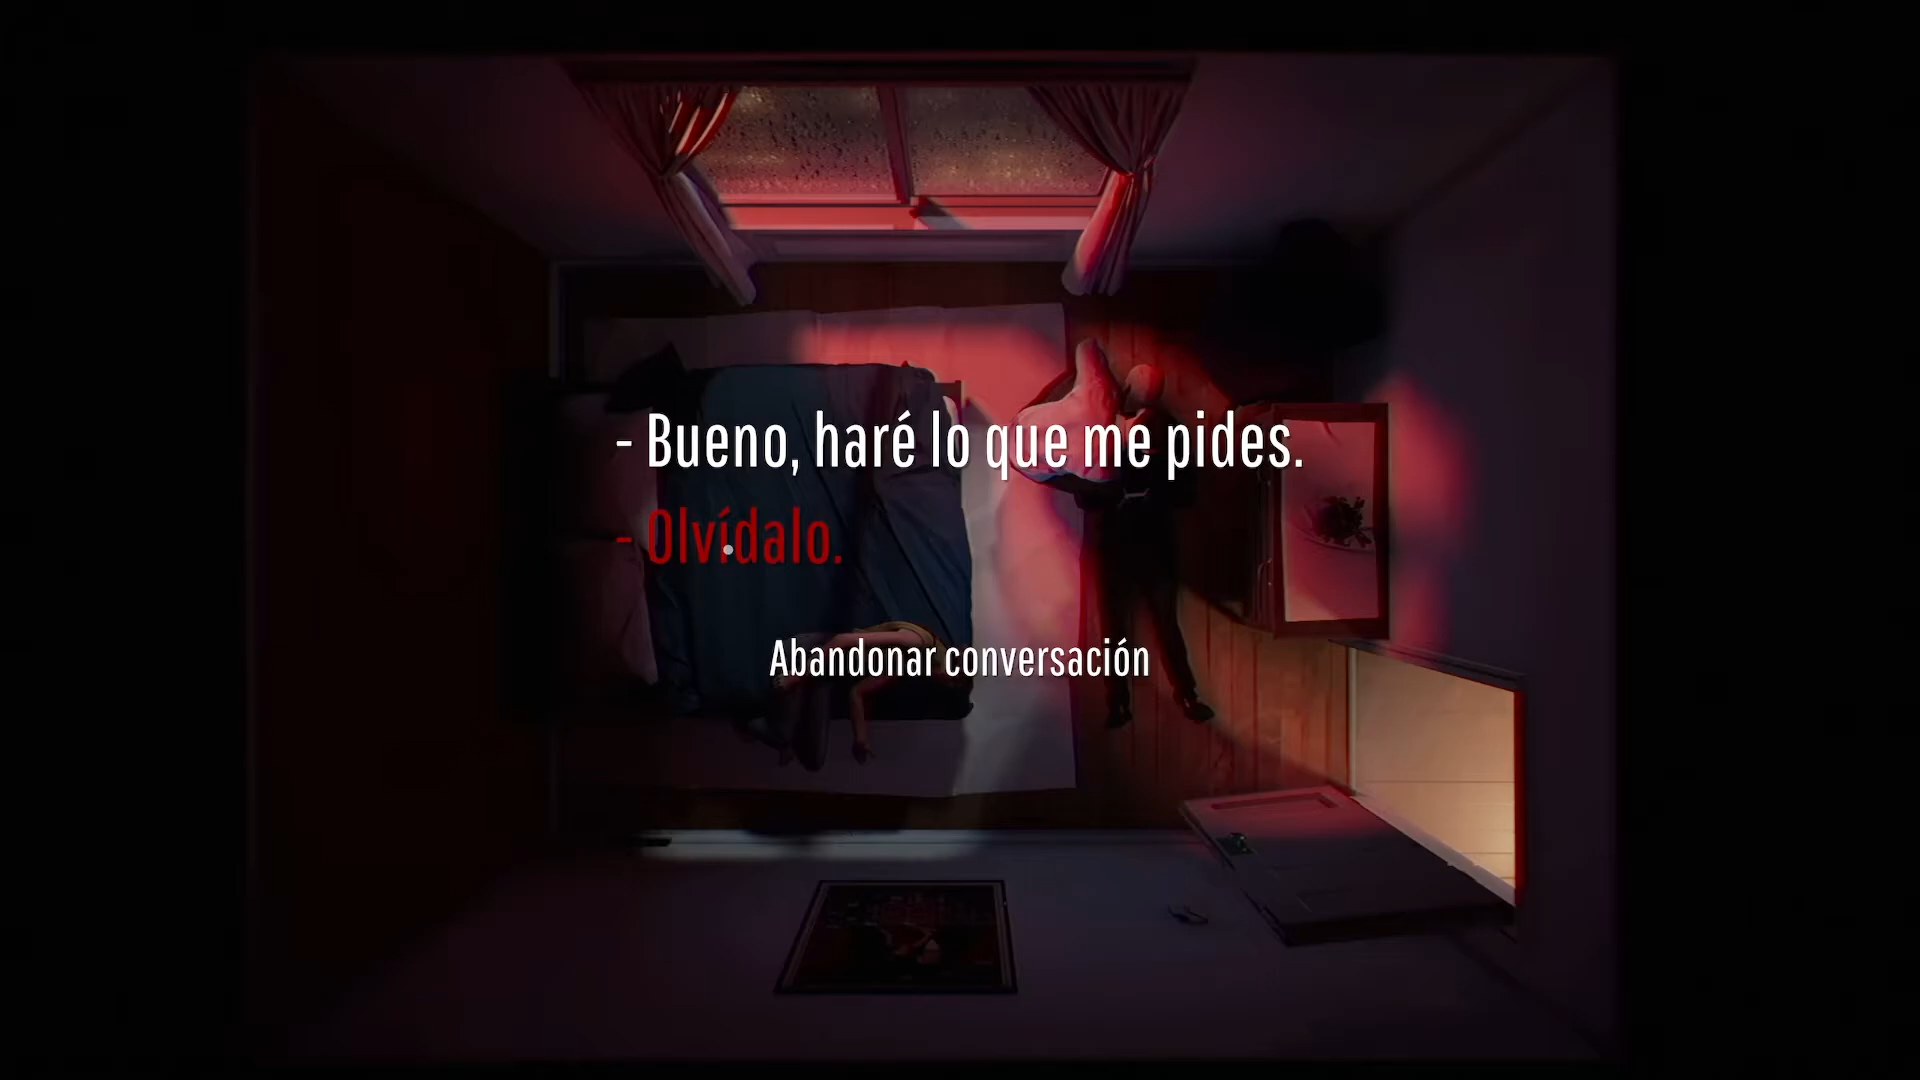 - Bueno, haré lo que me pides.
- Olvídalo.
Abandonar conversación